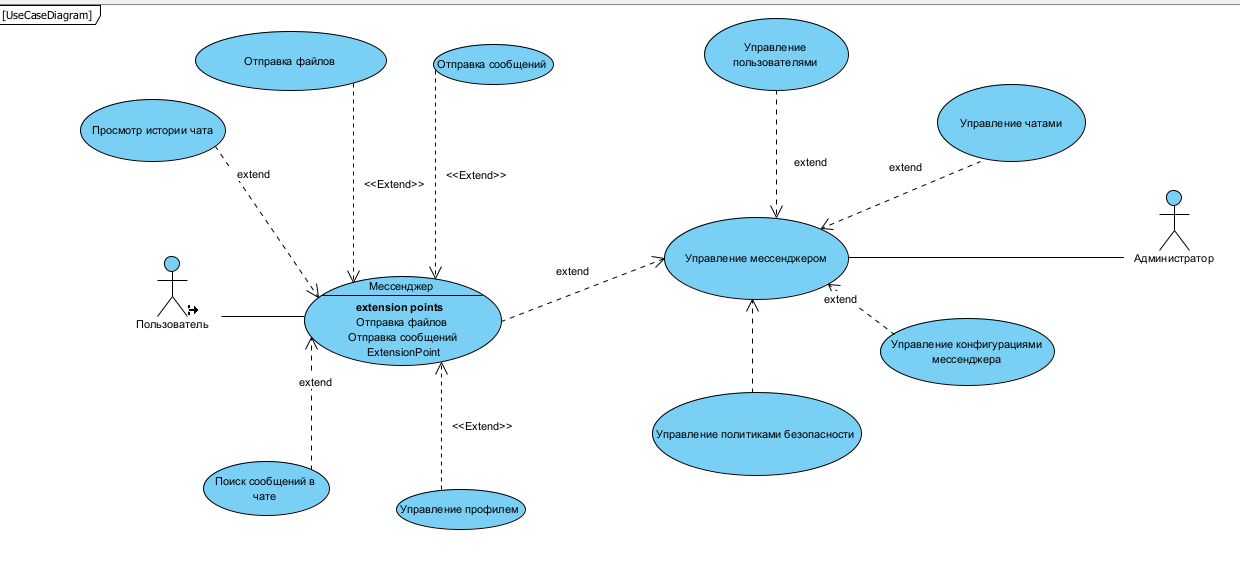 [UseCaseDiagram]
Отправка файлов
Отправка сообщений
Управление
пользователями
Просмотр истории чата
Управление чатами
extend
<<Extend>>
<<Extend>>
extend
extend
Управление мессенджером
Администратор
extend
Мессенджер
extension points
Отправка файлов
Отправка сообщений
ExtensionPoint
Пользователь
extend
Управление конфигурациями
мессенджера
extend
<<Extend>>
Управление политиками безопасности
Поиск сообщений в
чате
Управление профилем